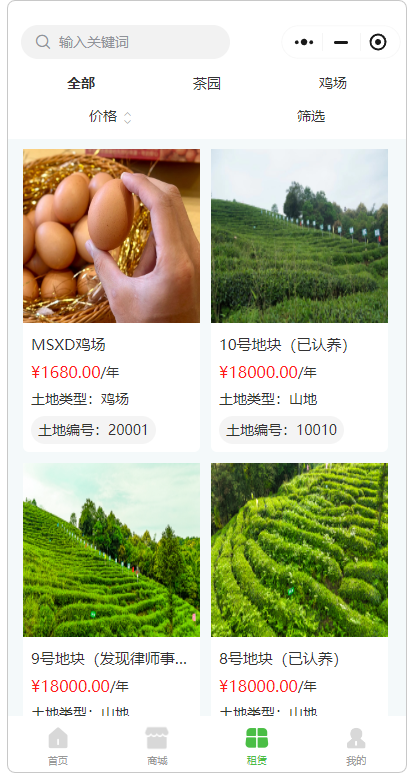 输入关键词
全部 茶园 鸡场
价格 筛选
MSXD鸡场
¥1680.00/年
土地类型：鸡场
土地编号：20001
10号地块（已认养）
¥18000.00/年
土地类型：山地
土地编号：10010
9号地块（发现律师事...
¥18000.00/年
土地类型：山地
8号地块（已认养）
¥18000.00/年
土地类型：山地
首页 商城 租赁 我的